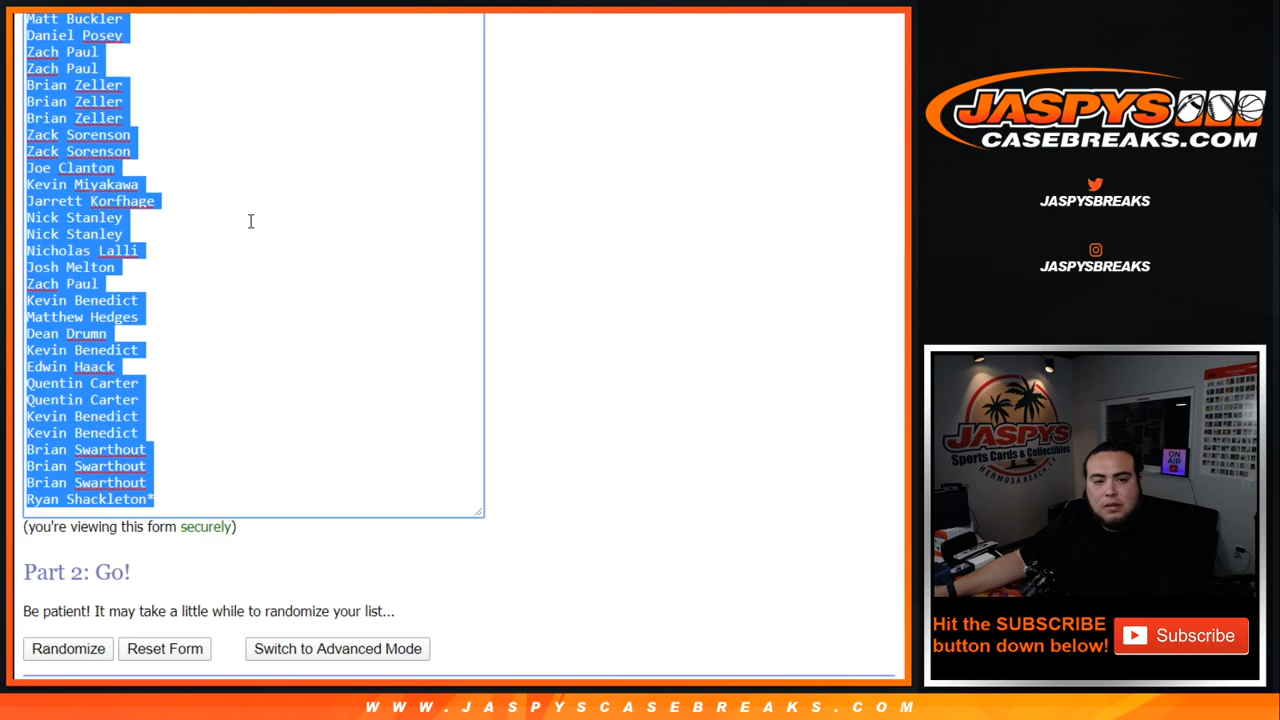 Matt Buckler
Daniel Posey
Zach Paul
Zach Paul
Brian Zeller
Brian Zeller
Brian Zeller
Zack Sorenson
Zack Sorenson
Joe Clanton
Kevin Miyakawa
Jarrett Korfhage
Nick Stanley
Nick Stanley
Nicholas Lalli
Josh Melton
Zach Paul
Kevin Benedict
Matthew Hedges
Dean Drumn
Kevin Benedict
Edwin Haack
Quentin Carter
Quentin Carter
Kevin Benedict
Kevin Benedict
Brian Swarthout
Brian Swarthout
Brian Swarthout
Ryan Shackleton*
(you're viewing this form securely)
Part 2: Go!
Be patient! It may take a little while to randomize your list...
Randomize
Reset Form
Switch to Advanced Mode
JASPYS
CASEBREAKS.COM
JASPYSBREAKS
JASPYSBREAKS
JASPYS
Sports Cards & Collectibles
HERMOSA BEACH, CA
ON
AIR
Hit the SUBSCRIBE
button down below!
Subscribe
WWW.JASPYSCASEBREAKS.COM